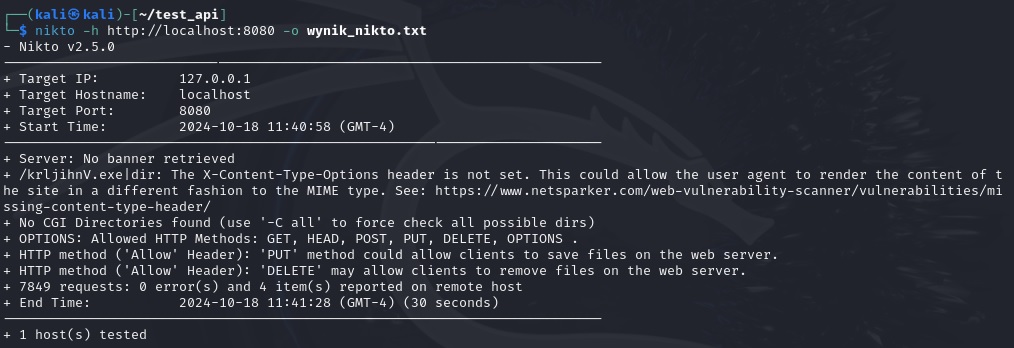 ┌──(kali㉿kali)-[~/test_api]
└─$ nikto -h http://localhost:8080 -o wynik_nikto.txt
- Nikto v2.5.0
---------------------------------------------------------------------------
+ Target IP:          127.0.0.1
+ Target Hostname:    localhost
+ Target Port:        8080
+ Start Time:         2024-10-18 11:40:58 (GMT-4)
---------------------------------------------------------------------------
+ Server: No banner retrieved
+ /krljihnV.exe|dir: The X-Content-Type-Options header is not set. This could allow the user agent to render the content of t
he site in a different fashion to the MIME type. See: https://www.netsparker.com/web-vulnerability-scanner/vulnerabilities/mi
ssing-content-type-header/
+ No CGI Directories found (use '-C all' to force check all possible dirs)
+ OPTIONS: Allowed HTTP Methods: GET, HEAD, POST, PUT, DELETE, OPTIONS .
+ HTTP method ('Allow' Header): 'PUT' method could allow clients to save files on the web server.
+ HTTP method ('Allow' Header): 'DELETE' may allow clients to remove files on the web server.
+ 7849 requests: 0 error(s) and 4 item(s) reported on remote host
+ End Time:           2024-10-18 11:41:28 (GMT-4) (30 seconds)
---------------------------------------------------------------------------
+ 1 host(s) tested